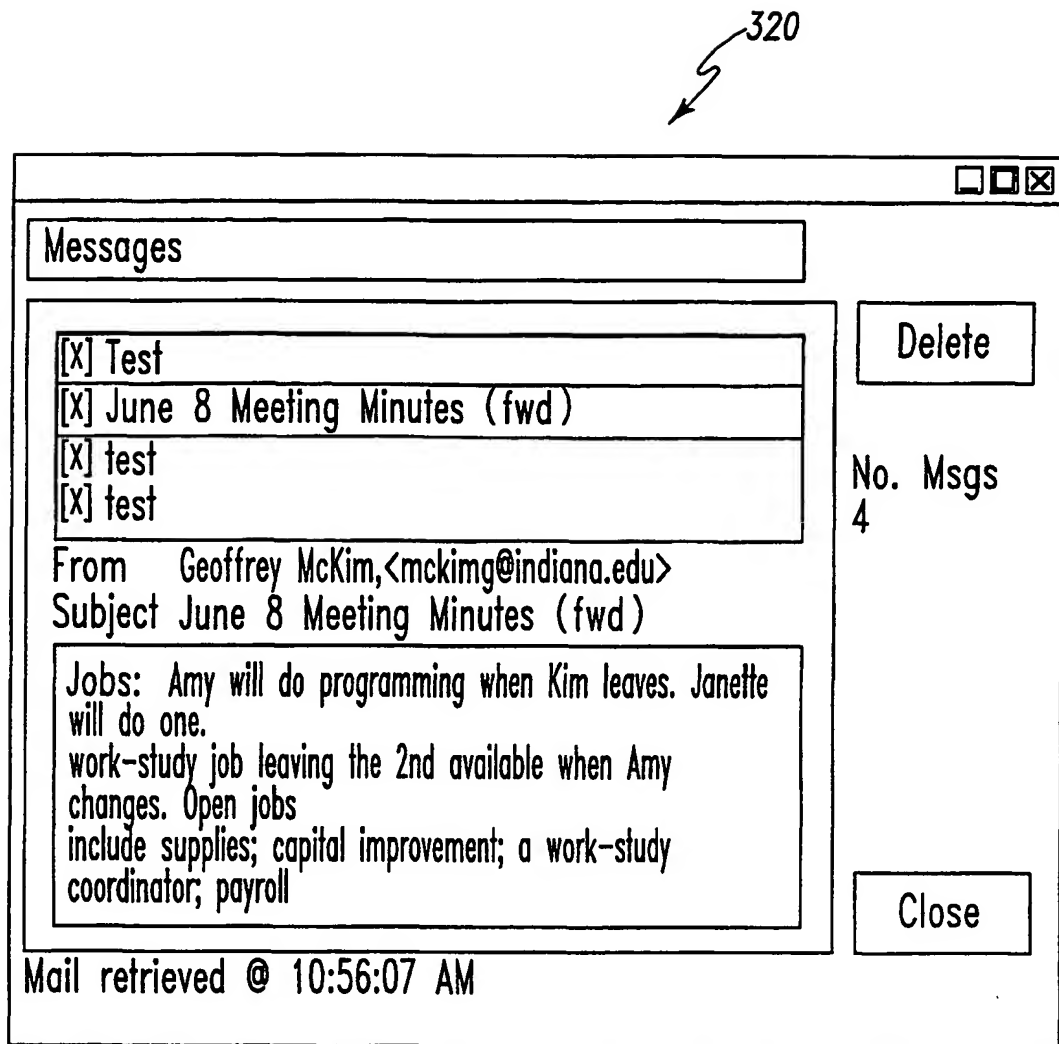 320
Messages
[X] Test
[X] June 8 Meeting Minutes (fwd)
[X] test
[X] test
Delete
No. Msgs
4
From Geoffrey McKim,<mckimg@indiana.edu>
Subject June 8 Meeting Minutes (fwd)
Jobs: Amy will do programming when Kim leaves. Janette
will do one.
work-study job leaving the 2nd available when Amy
changes. Open jobs
include supplies; capital improvement; a work-study
coordinator; payroll
Close
Mail retrieved @ 10:56:07 AM